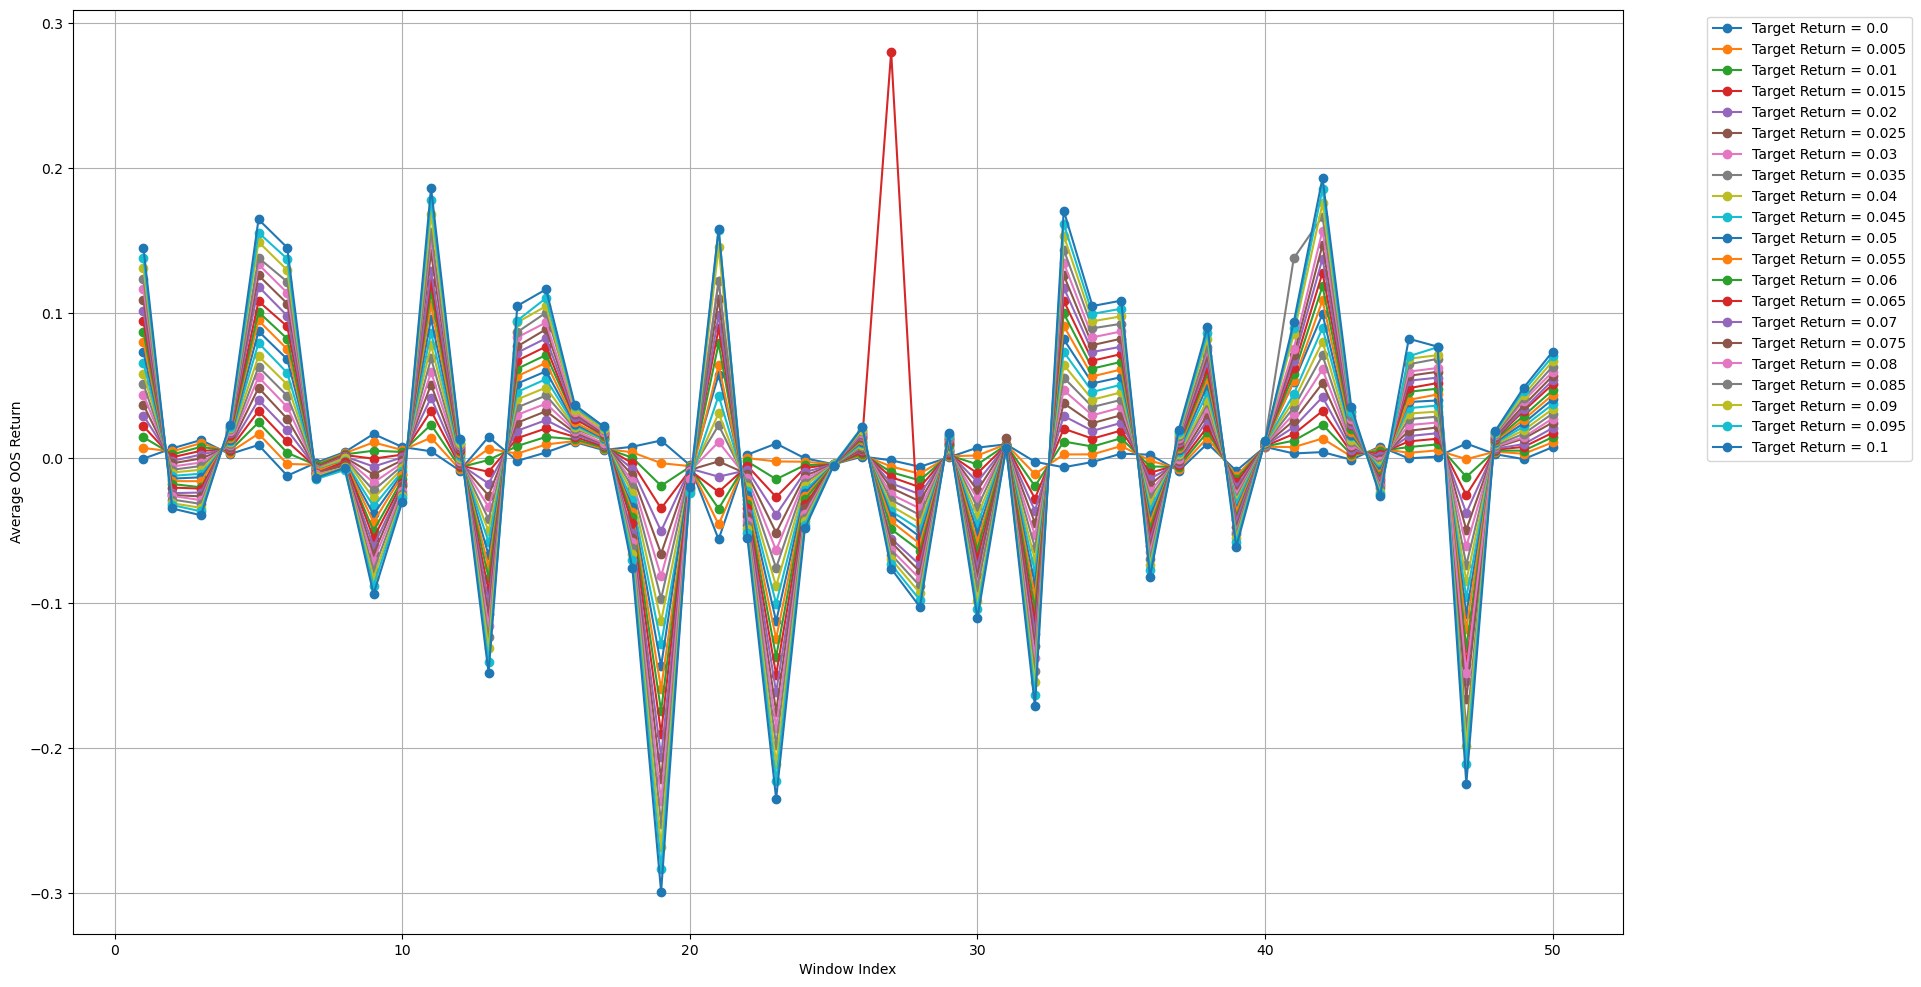 0.3
0.2
0.1
0.0
−0.1
−0.2
−0.3
Average OOS Return
0
10
20
30
40
50
Window Index
Target Return = 0.0
Target Return = 0.005
Target Return = 0.01
Target Return = 0.015
Target Return = 0.02
Target Return = 0.025
Target Return = 0.03
Target Return = 0.035
Target Return = 0.04
Target Return = 0.045
Target Return = 0.05
Target Return = 0.055
Target Return = 0.06
Target Return = 0.065
Target Return = 0.07
Target Return = 0.075
Target Return = 0.08
Target Return = 0.085
Target Return = 0.09
Target Return = 0.095
Target Return = 0.1